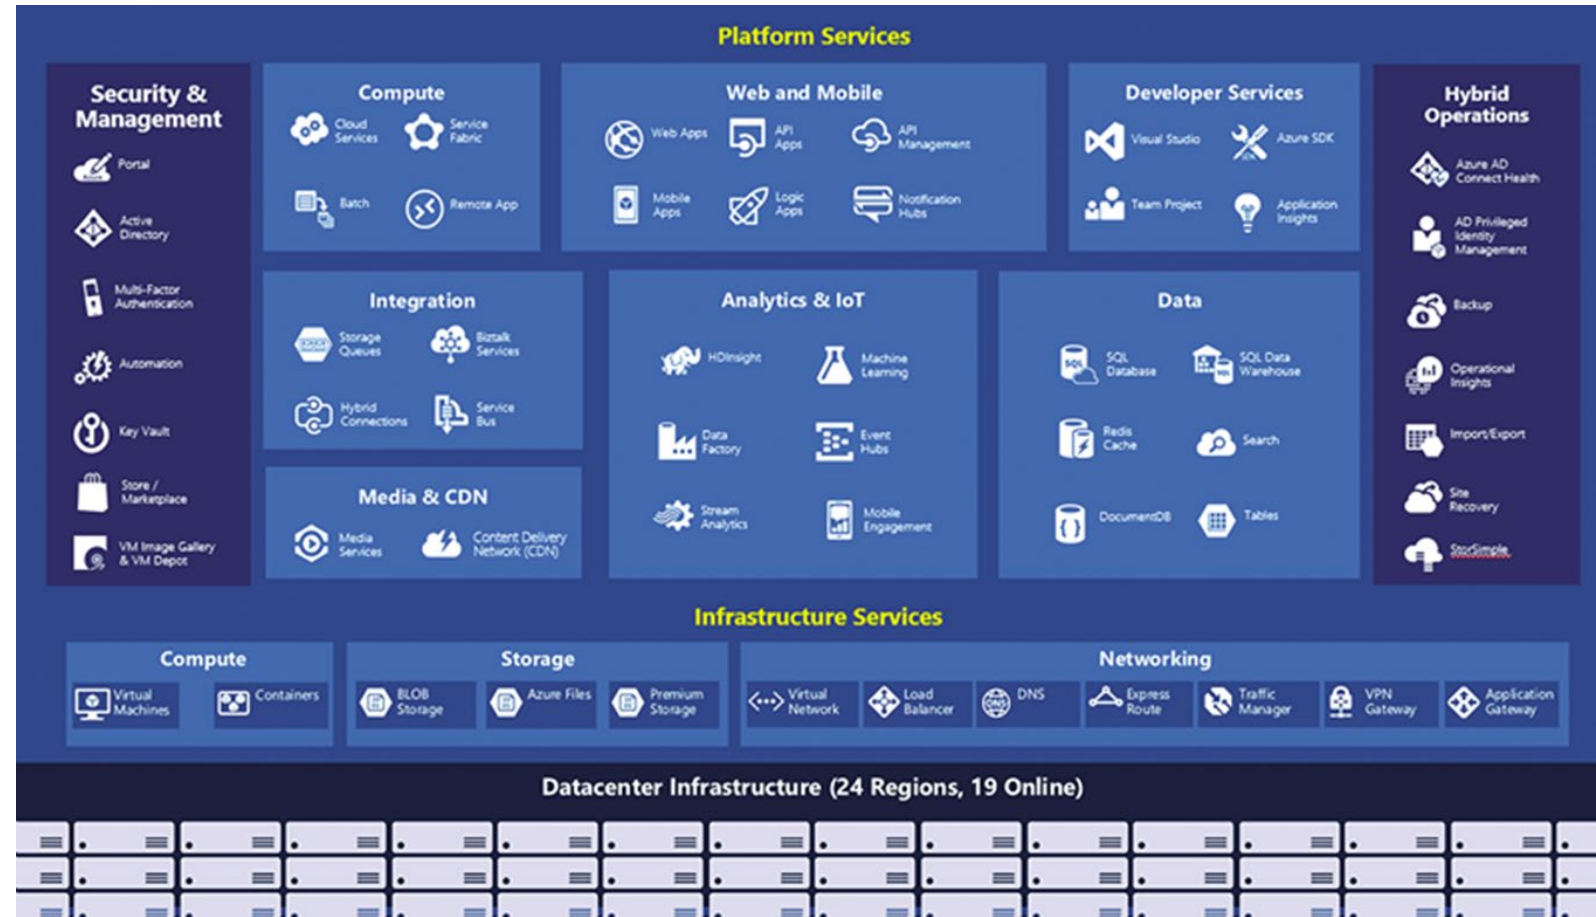 Platform Services
Security &
Management
Portal
Azure
Active
Directory
Multi-Factor
Authentication
Automation
Key Vault
Store /
Marketplace
VM Image Gallery
& VM Depot
Compute
Cloud
Services
Service
Fabric
Batch
Remote App
Web and Mobile
Web Apps
API
Apps
API
Management
Mobile
Apps
Logic
Apps
Notification
Hubs
Developer Services
Visual Studio
SDK
Azure SDK
Team Project
Application
Insights
Hybrid
Operations
Azure AD
Connect Health
AD Privileged
Identity
Management
Backup
Operational
Insights
Import/Export
Site
Recovery
StorSimple
Integration
Storage
Queues
Biztalk
Services
Hybrid
Connections
Service
Bus
Media & CDN
Media
Services
Content Delivery
Network (CDN)
Analytics & IoT
HDInsight
Machine
Learning
Data
Factory
Event
Hubs
Stream
Analytics
Mobile
Engagement
Data
SQL
SQL
Database
SQL
SQL Data
Warehouse
Redis
Cache
Search
{ }
DocumentDB
Tables
Infrastructure Services
Compute
Virtual
Machines
Containers
Storage
BLOB
Storage
Azure Files
Premium
Storage
Networking
Virtual
Network
Load
Balancer
DNS
DNS
Express
Route
Traffic
Manager
VPN
Gateway
Application
Gateway
Datacenter Infrastructure (24 Regions, 19 Online)